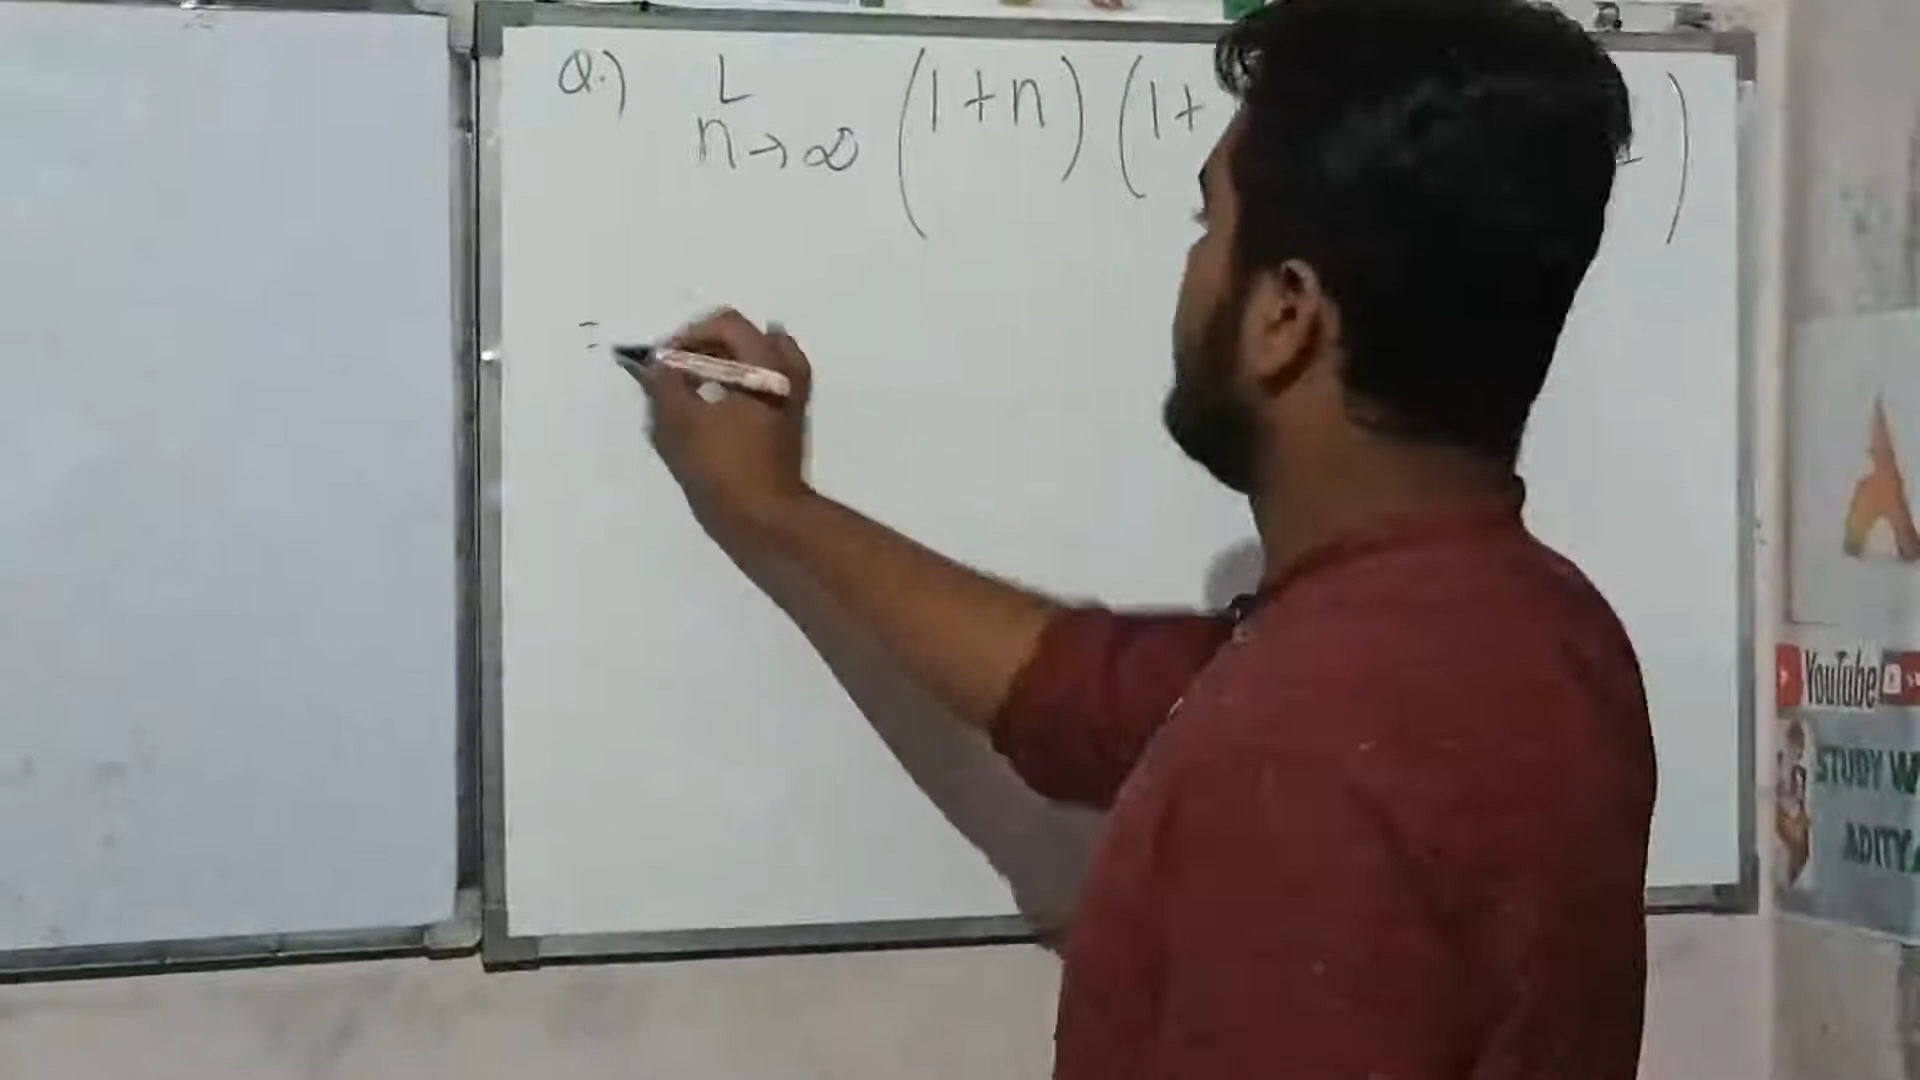 Q.) L (1+n) (1+
n→∞
=
YouTube
STUDY
ADITYA